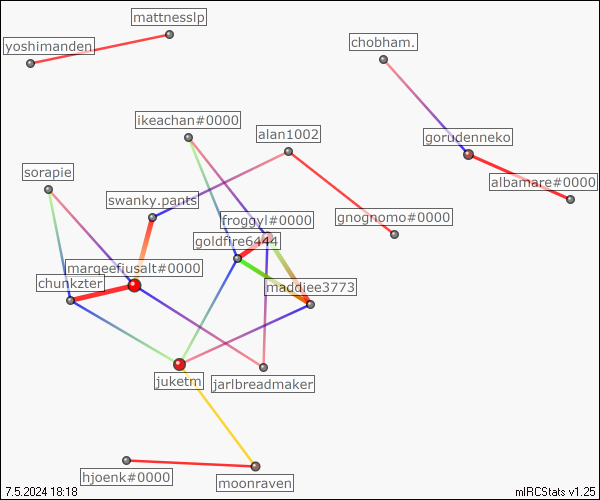 mattnesslp
yoshimanden
chobham.
ikeachan#0000
alan1002
gorudenneko
sorapie
albamare#0000
swanky.pants
froggyl#0000
gnognomo#0000
goldfire6444
marqeefiusalt#0000
chunkzter
maddiee3773
juketm
jarlbreadmaker
hjoenk#0000
moonraven
7.5.2024 18:18
mIRCStats v1.25